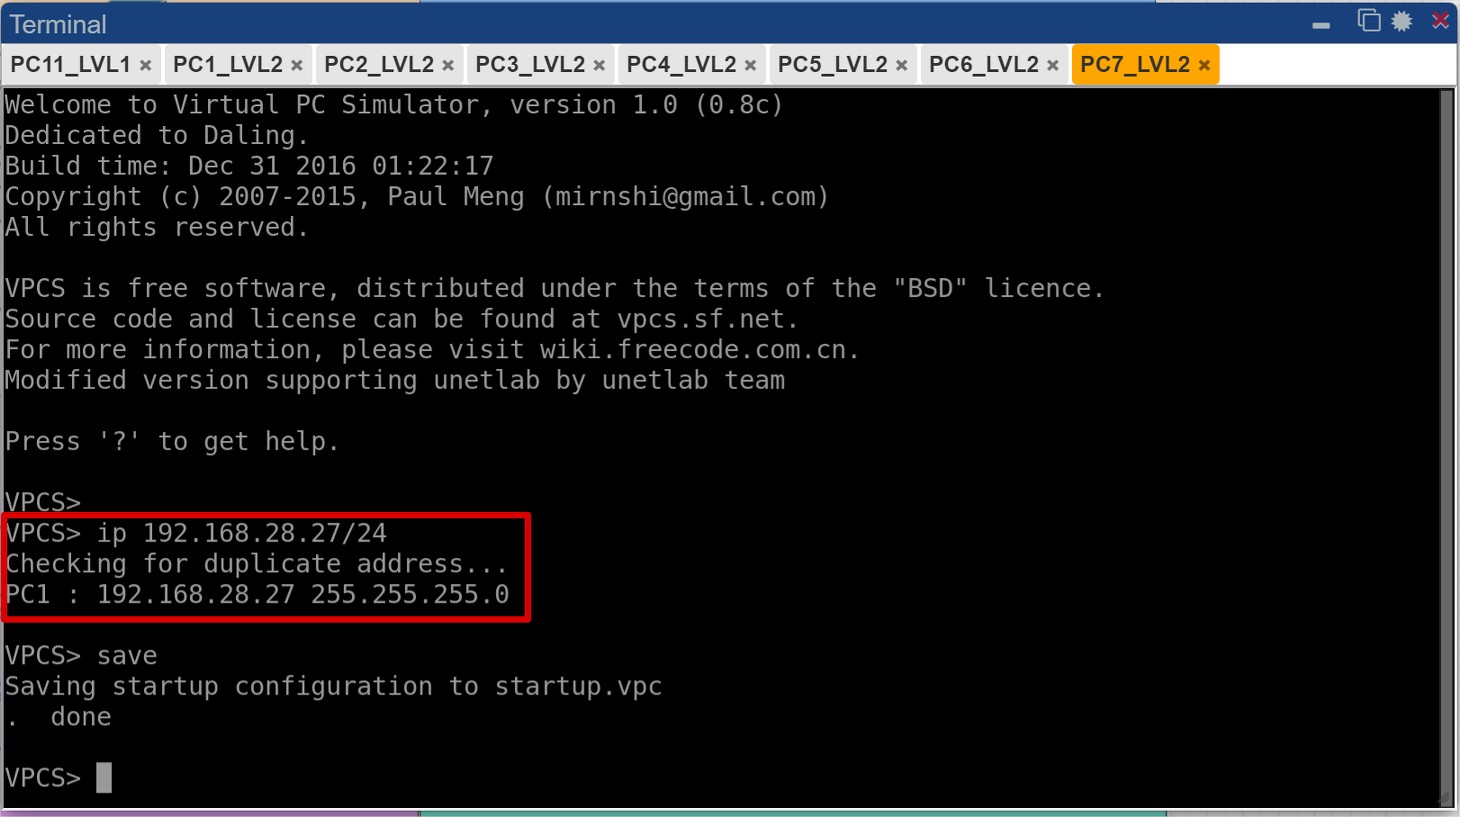 Terminal
PC11_LVL1 × PC1_LVL2 × PC2_LVL2 × PC3_LVL2 × PC4_LVL2 × PC5_LVL2 × PC6_LVL2 × PC7_LVL2 ×
Welcome to Virtual PC Simulator, version 1.0 (0.8c)
Dedicated to Daling.
Build time: Dec 31 2016 01:22:17
Copyright (c) 2007-2015, Paul Meng (mirnshi@gmail.com)
All rights reserved.
VPCS is free software, distributed under the terms of the "BSD" licence.
Source code and license can be found at vpcs.sf.net.
For more information, please visit wiki.freecode.com.cn.
Modified version supporting unetlab by unetlab team
Press '?' to get help.
VPCS>
VPCS> ip 192.168.28.27/24
Checking for duplicate address...
PC1 : 192.168.28.27 255.255.255.0
VPCS> save
Saving startup configuration to startup.vpc
.  done
VPCS>